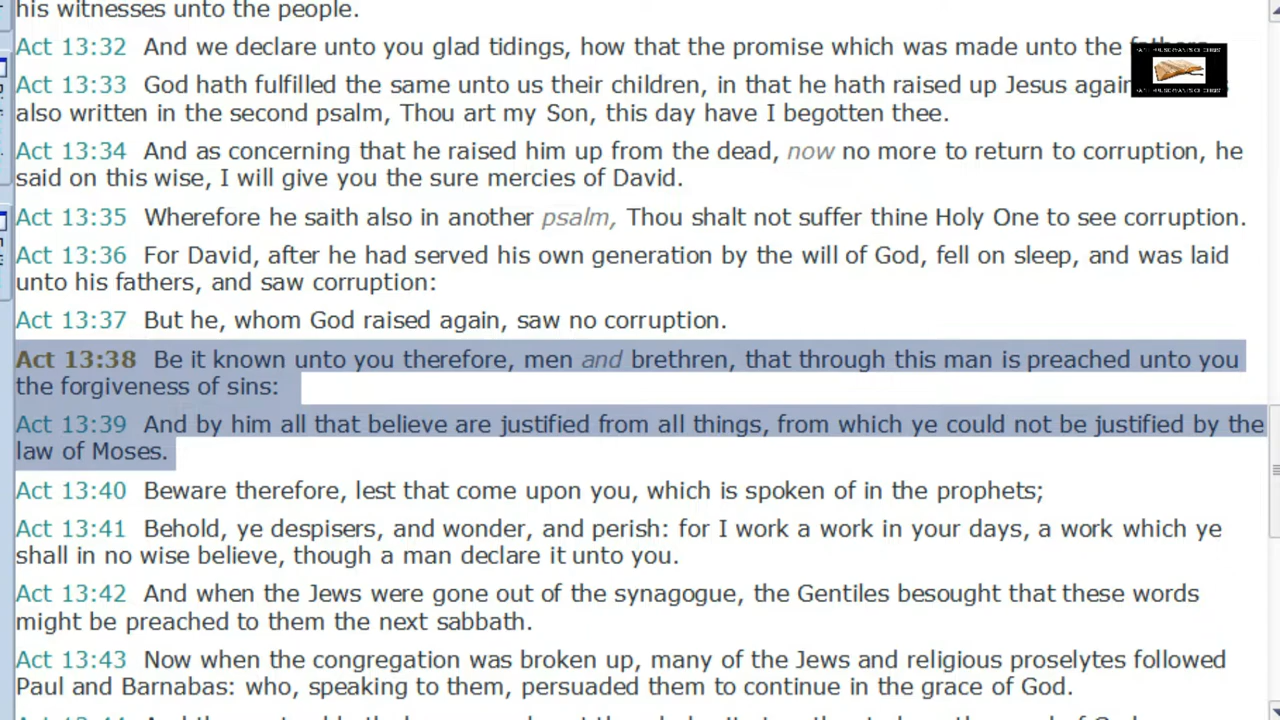 his witnesses unto the people.
Act 13:32 And we declare unto you glad tidings, how that the promise which was made unto the fathers,
Act 13:33 God hath fulfilled the same unto us their children, in that he hath raised up Jesus again
also written in the second psalm, Thou art my Son, this day have I begotten thee.
Act 13:34 And as concerning that he raised him up from the dead, now no more to return to corruption, he
said on this wise, I will give you the sure mercies of David.
Act 13:35 Wherefore he saith also in another psalm, Thou shalt not suffer thine Holy One to see corruption.
Act 13:36 For David, after he had served his own generation by the will of God, fell on sleep, and was laid
unto his fathers, and saw corruption:
Act 13:37 But he, whom God raised again, saw no corruption.
Act 13:38 Be it known unto you therefore, men and brethren, that through this man is preached unto you
the forgiveness of sins:
Act 13:39 And by him all that believe are justified from all things, from which ye could not be justified by the
law of Moses.
Act 13:40 Beware therefore, lest that come upon you, which is spoken of in the prophets;
Act 13:41 Behold, ye despisers, and wonder, and perish: for I work a work in your days, a work which ye
shall in no wise believe, though a man declare it unto you.
Act 13:42 And when the Jews were gone out of the synagogue, the Gentiles besought that these words
might be preached to them the next sabbath.
Act 13:43 Now when the congregation was broken up, many of the Jews and religious proselytes followed
Paul and Barnabas: who, speaking to them, persuaded them to continue in the grace of God.